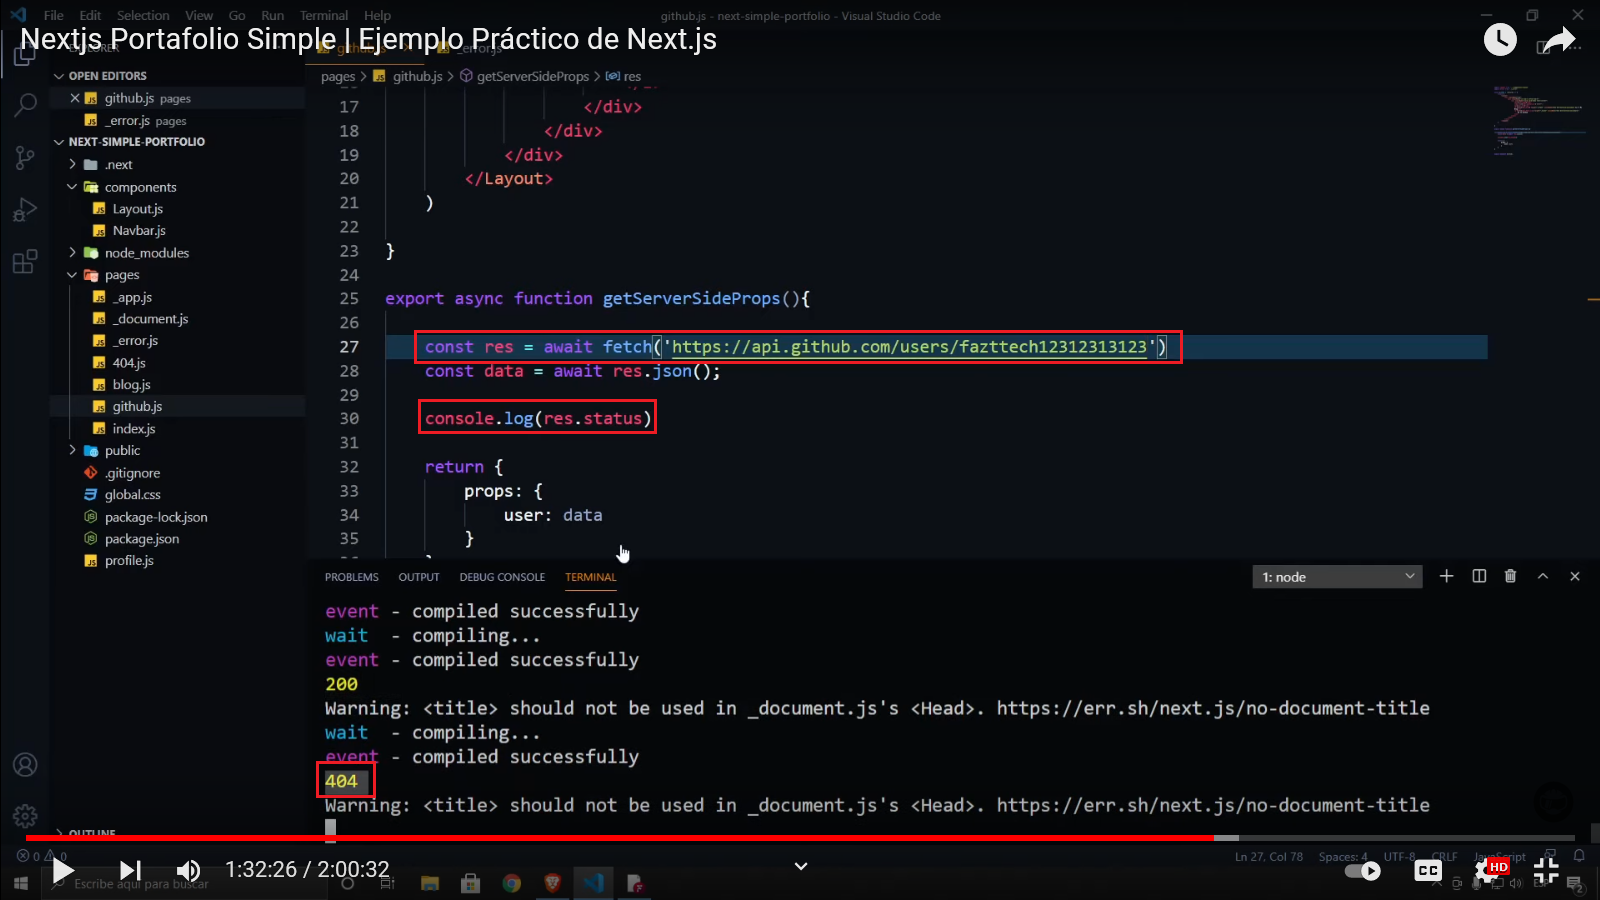 File Edit Selection View Go Run Terminal Help
github.js - next-simple-portfolio - Visual Studio Code
Nextjs Portafolio Simple | Ejemplo Práctico de Next.js
OPEN EDITORS
github.js pages
_error.js pages
NEXT-SIMPLE-PORTFOLIO
.next
components
Layout.js
Navbar.js
node_modules
pages
_app.js
_document.js
_error.js
404.js
blog.js
github.js
index.js
public
.gitignore
global.css
package-lock.json
package.json
profile.js
OUTLINE
pages > github.js > getServerSideProps > res
17 </div>
18 </div>
19 </div>
20 </Layout>
21 )
22
23 }
24
25 export async function getServerSideProps(){
26
27 const res = await fetch('https://api.github.com/users/fazttech12312313123')
28 const data = await res.json();
29
30 console.log(res.status)
31
32 return {
33 props: {
34 user: data
35 }
PROBLEMS OUTPUT DEBUG CONSOLE TERMINAL 1: node
event - compiled successfully
wait - compiling...
event - compiled successfully
200
Warning: <title> should not be used in _document.js's <Head>. https://err.sh/next.js/no-document-title
wait - compiling...
event - compiled successfully
404
Warning: <title> should not be used in _document.js's <Head>. https://err.sh/next.js/no-document-title
0 0 Ln 27, Col 78 Spaces: 4 UTF-8 CRLF JavaScript
1:32:26 / 2:00:32 CC HD
Escribe aquí para buscar
ESP
2